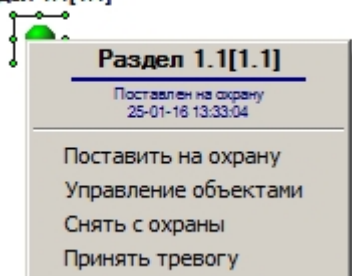 Раздел 1.1[1.1]
Поставлен на охрану
25-01-16 13:33:04
Поставить на охрану
Управление объектами
Снять с охраны
Принять тревогу